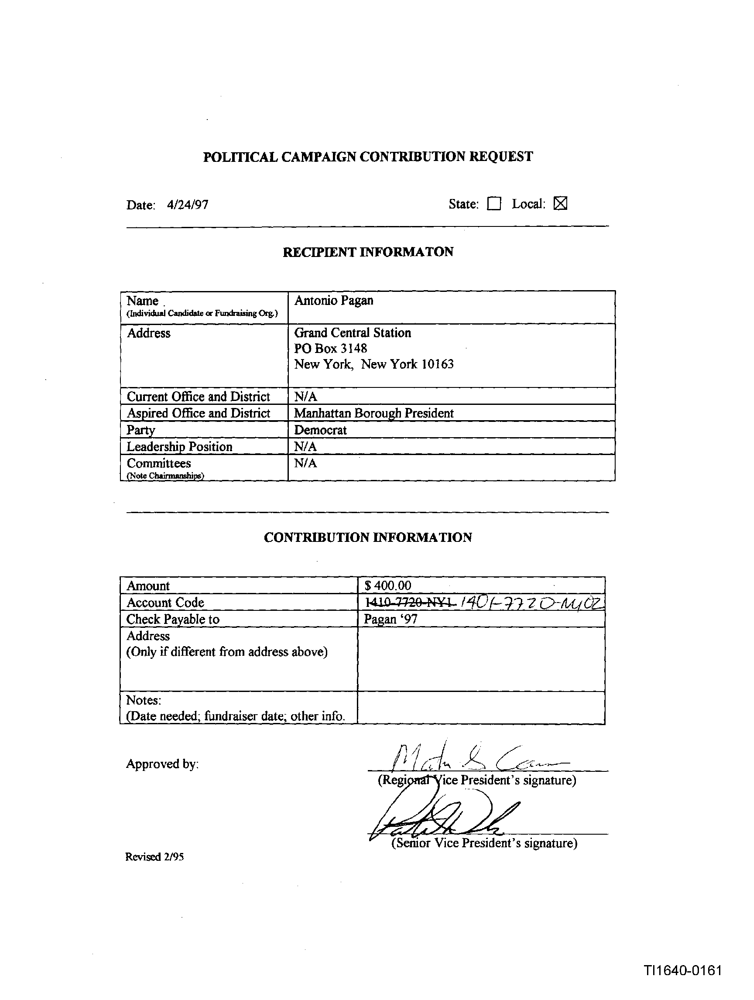 POLITICAL CAMPAIGN CONTRIBUTION REQUEST
Date: 4/24/97 State: ☐ Local: ☒
RECIPIENT INFORMATON
Name Antonio Pagan
(Individual Candidate or Fundraising Org.)
Address Grand Central Station
PO Box 3148
New York, New York 10163
Current Office and District N/A
Aspired Office and District Manhattan Borough President
Party Democrat
Leadership Position N/A
Committees N/A
(Note Chairmanships)
CONTRIBUTION INFORMATION
Amount $ 400.00
Account Code 1410-7720-NY1 1401-7720-NY02
Check Payable to Pagan '97
Address
(Only if different from address above)
Notes:
(Date needed; fundraiser date; other info.
Approved by:
(Regional Vice President's signature)
(Senior Vice President's signature)
Revised 2/95
TI1640-0161